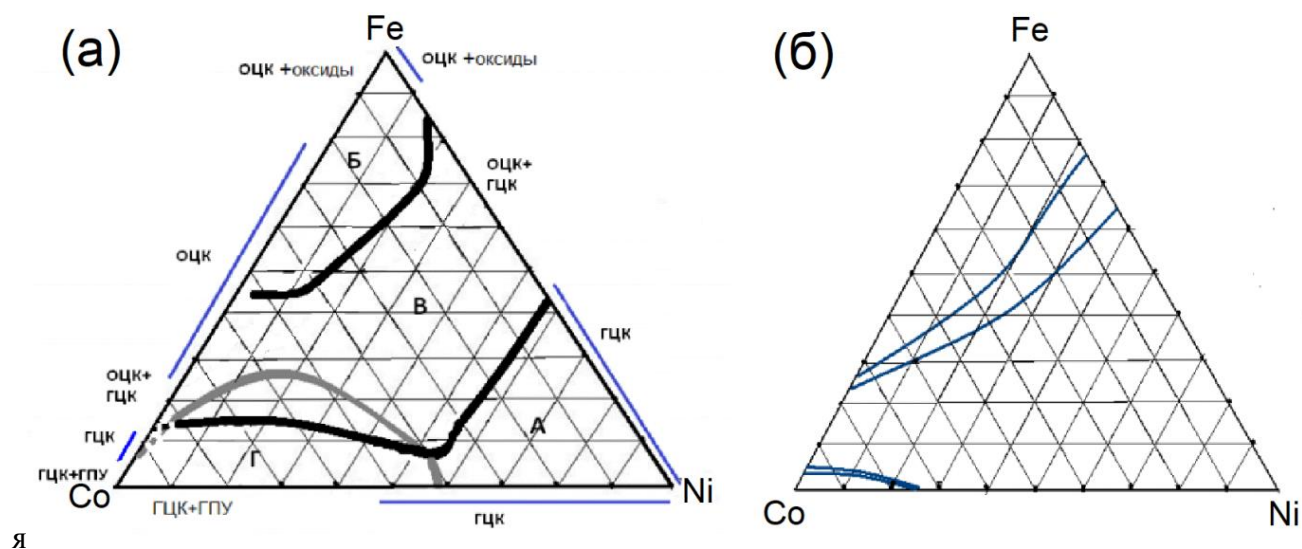 (а)
Fe
ОЦК +оксиды
ОЦК +оксиды
Б
ОЦК+
ГЦК
ОЦК
В
ГЦК
ОЦК+
ГЦК
А
ГЦК
Г
ГЦК+ГПУ
Co
Ni
ГЦК+ГПУ
ГЦК
(б)
Fe
Co
Ni
я